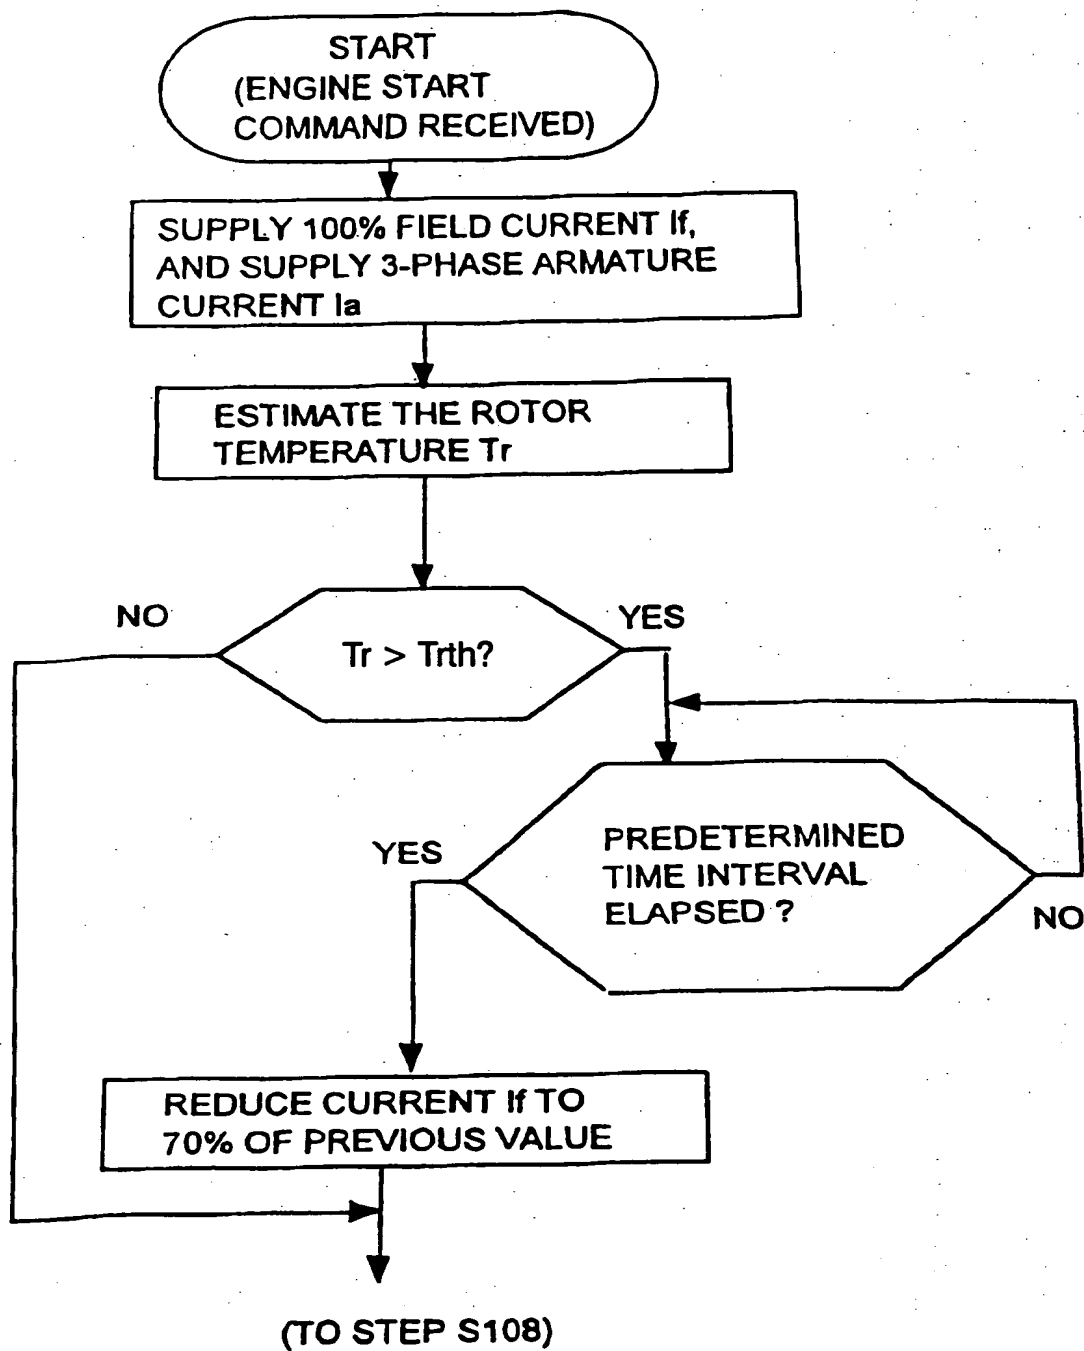 START
(ENGINE START
COMMAND RECEIVED)
SUPPLY 100% FIELD CURRENT If,
AND SUPPLY 3-PHASE ARMATURE
CURRENT Ia
ESTIMATE THE ROTOR
TEMPERATURE Tr
NO
YES
Tr > Trth?
YES
PREDETERMINED
TIME INTERVAL
ELAPSED ?
NO
REDUCE CURRENT If TO
70% OF PREVIOUS VALUE
(TO STEP S108)